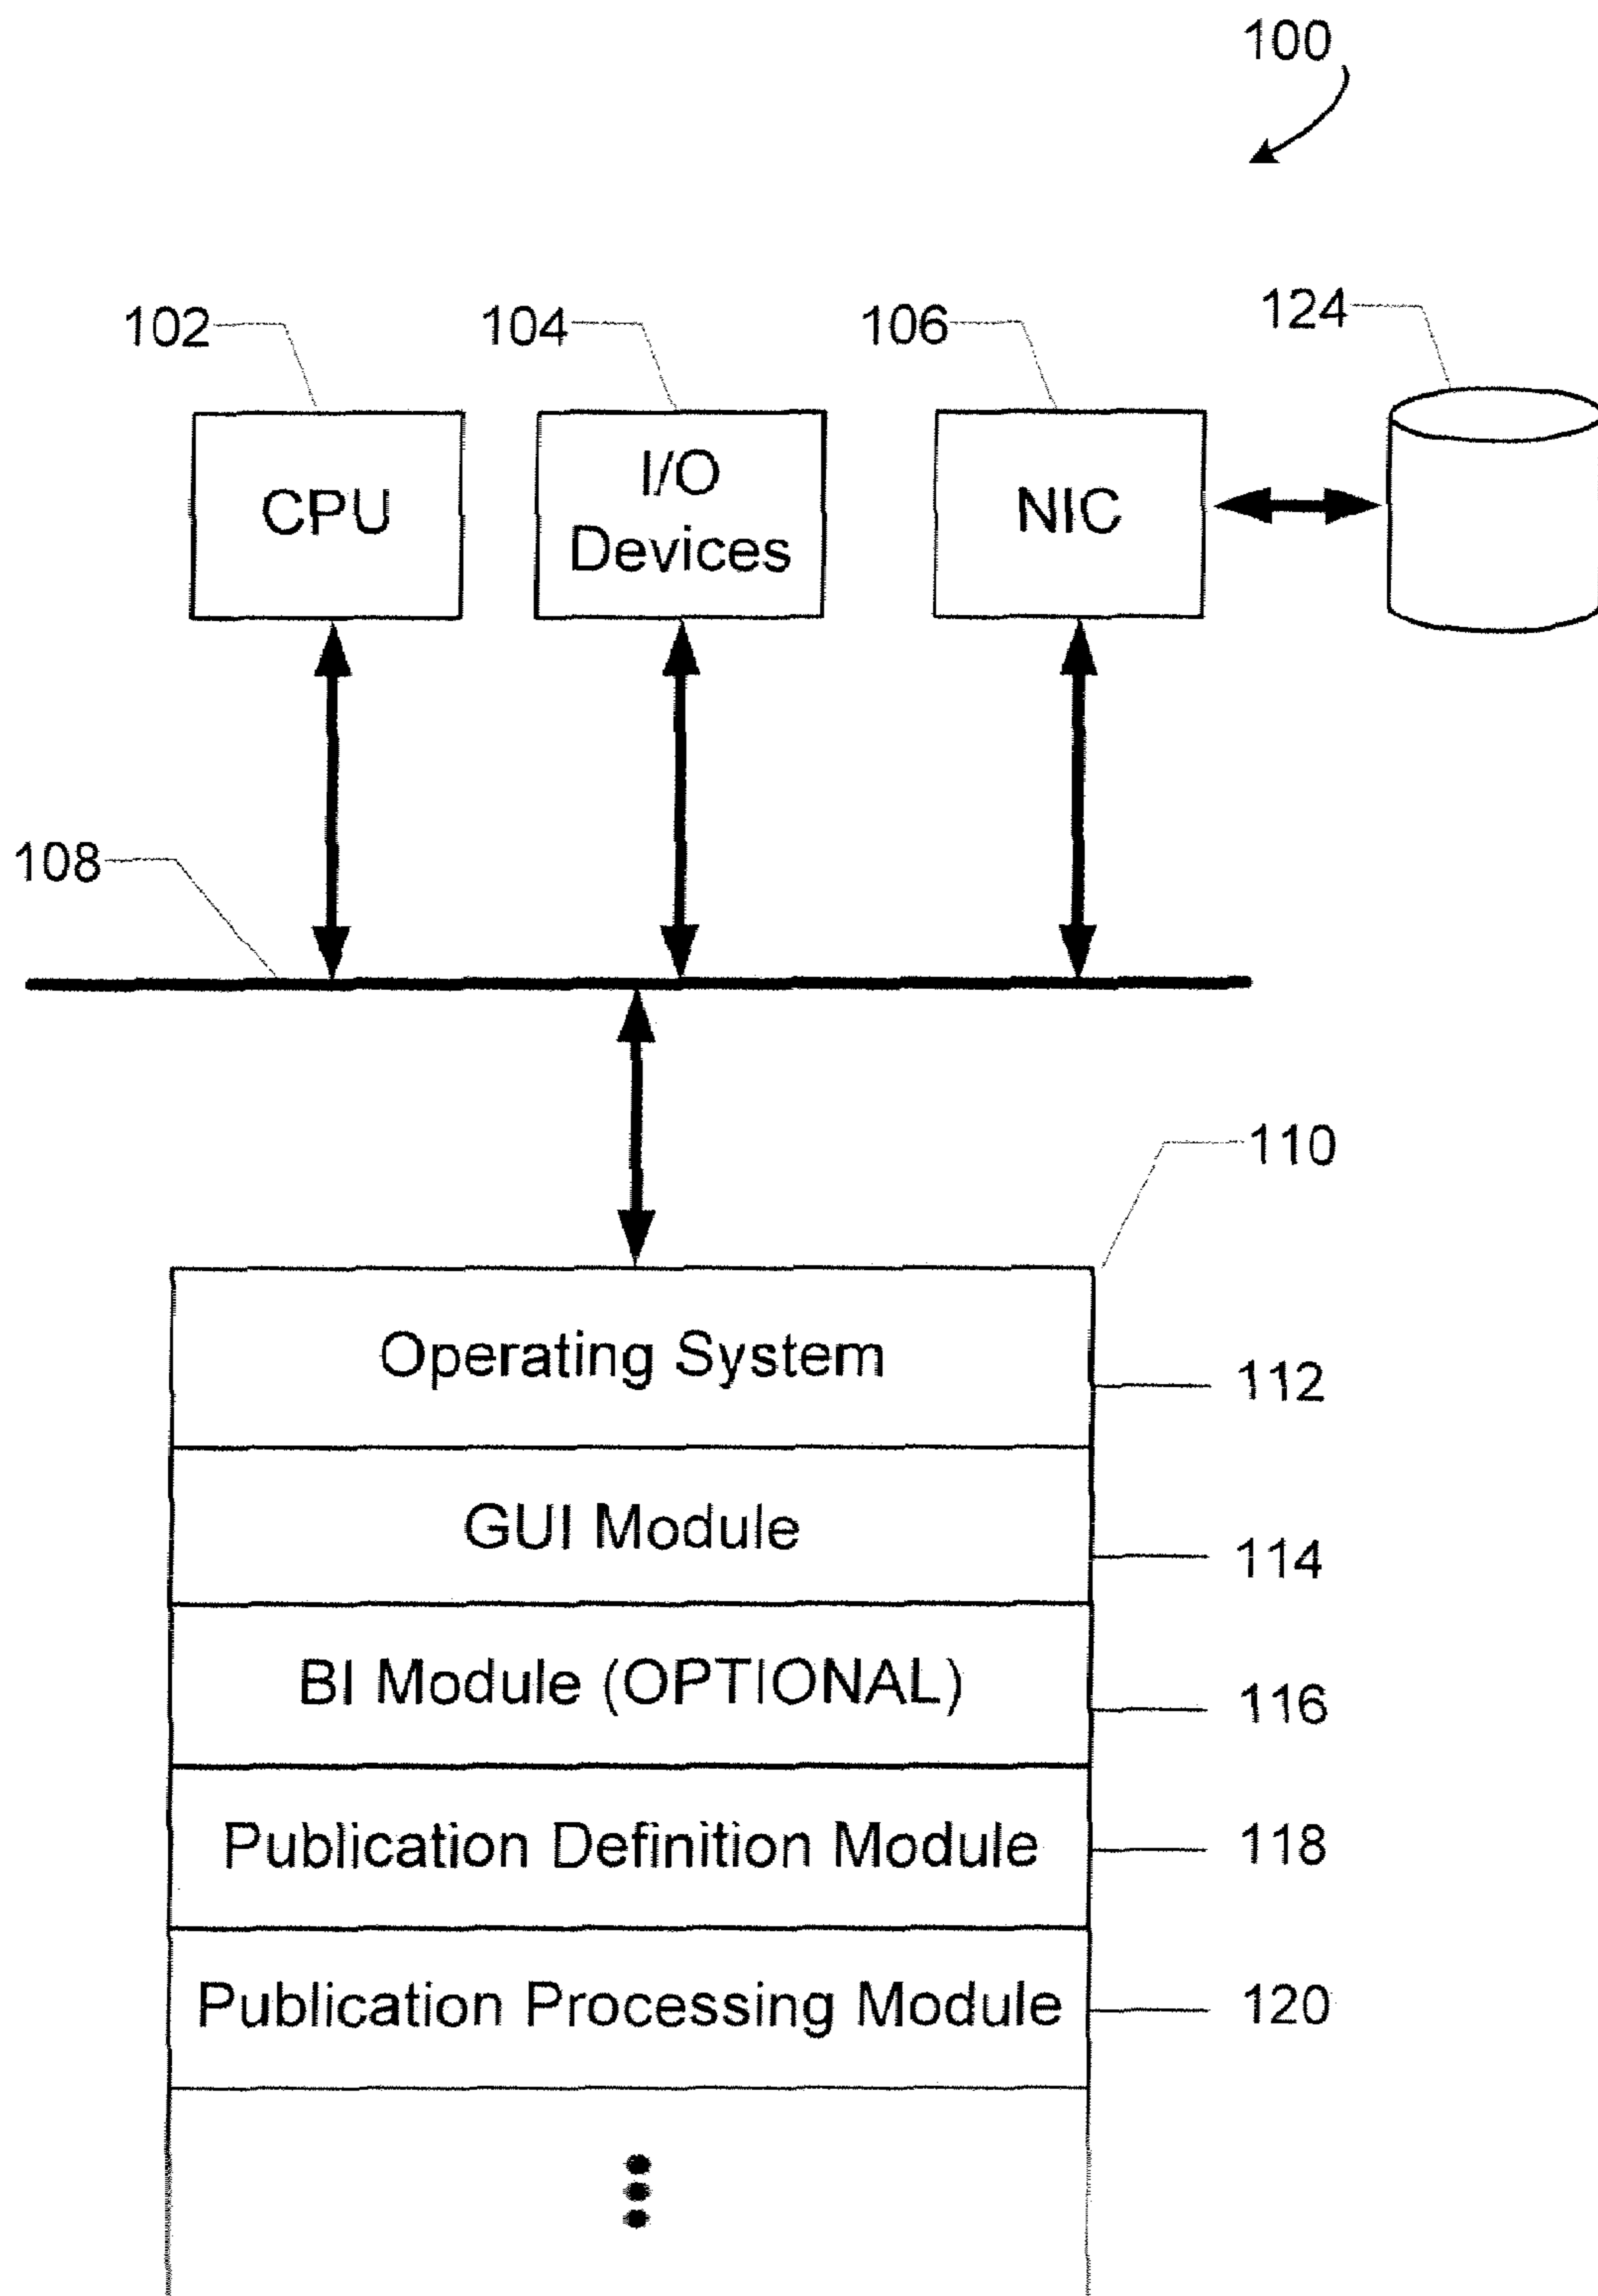 100
102
104
106
124
CPU
I/O
Devices
NIC
108
110
Operating System
112
GUI Module
114
BI Module (OPTIONAL)
116
Publication Definition Module
118
Publication Processing Module
120